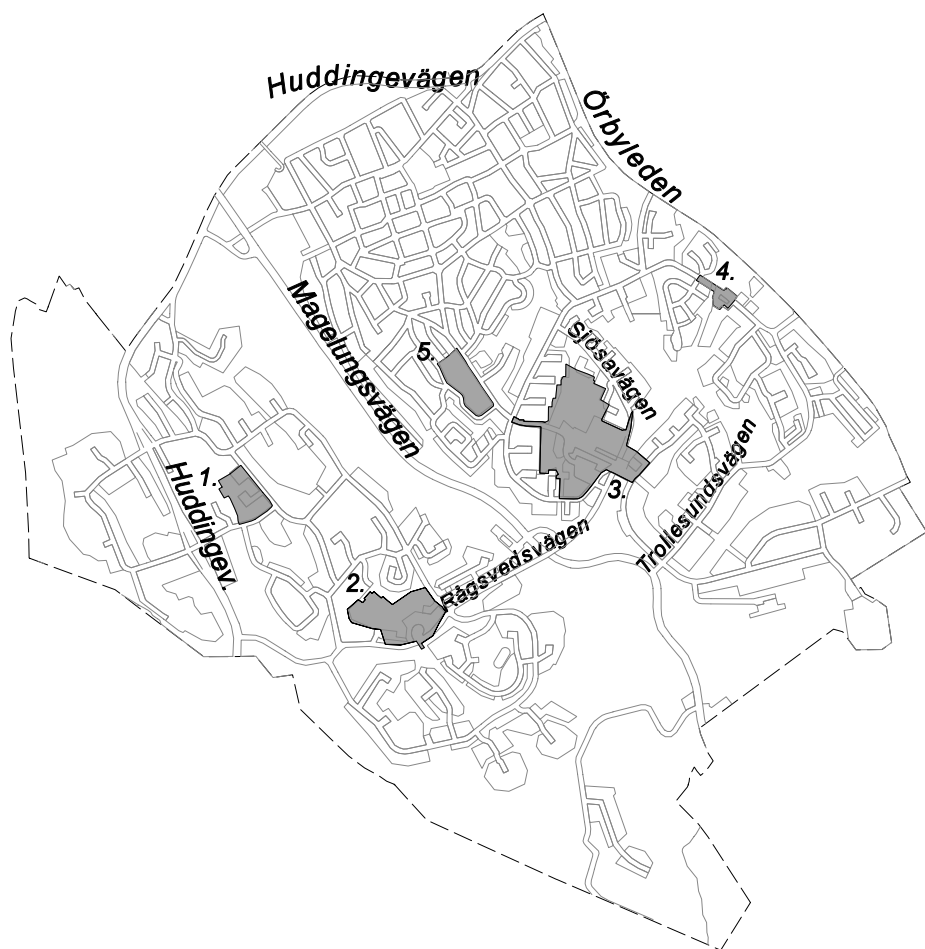 Huddingevägen
Örbyleden
4.
Magelungsvägen
Sjösavägen
5.
1.
Huddingev.
3.
Trollesundsvägen
Rågsvedsvägen
2.